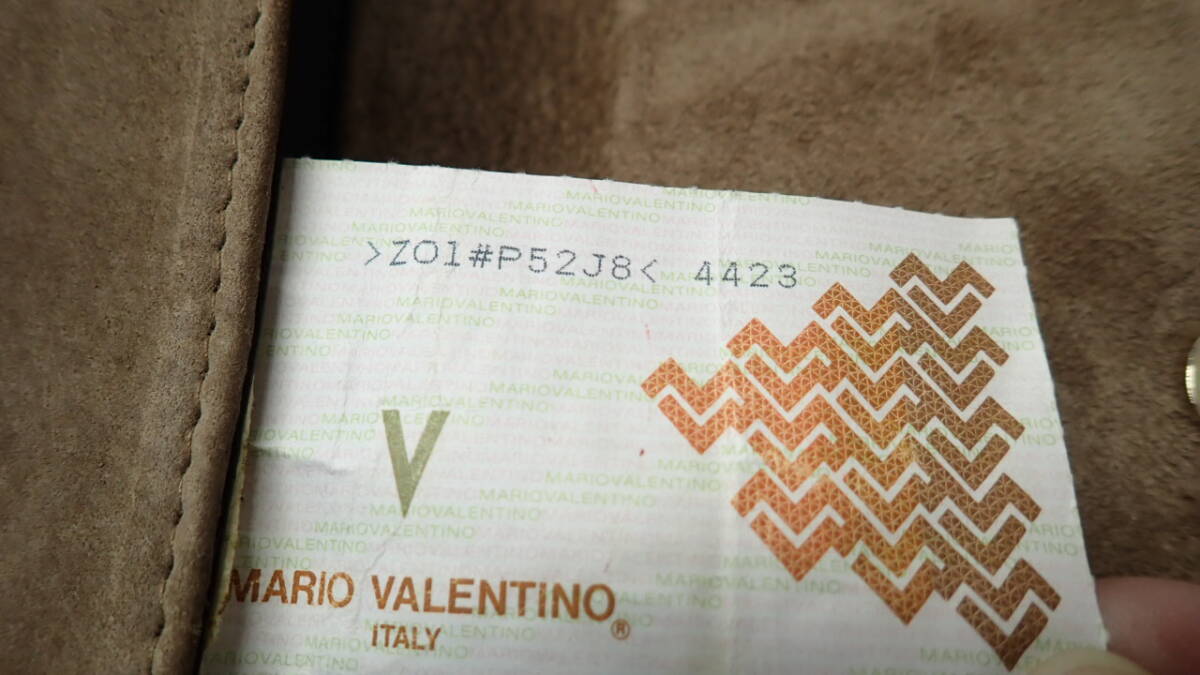 >Z01#P52J8< 4423
V
MARIO VALENTINO®
ITALY